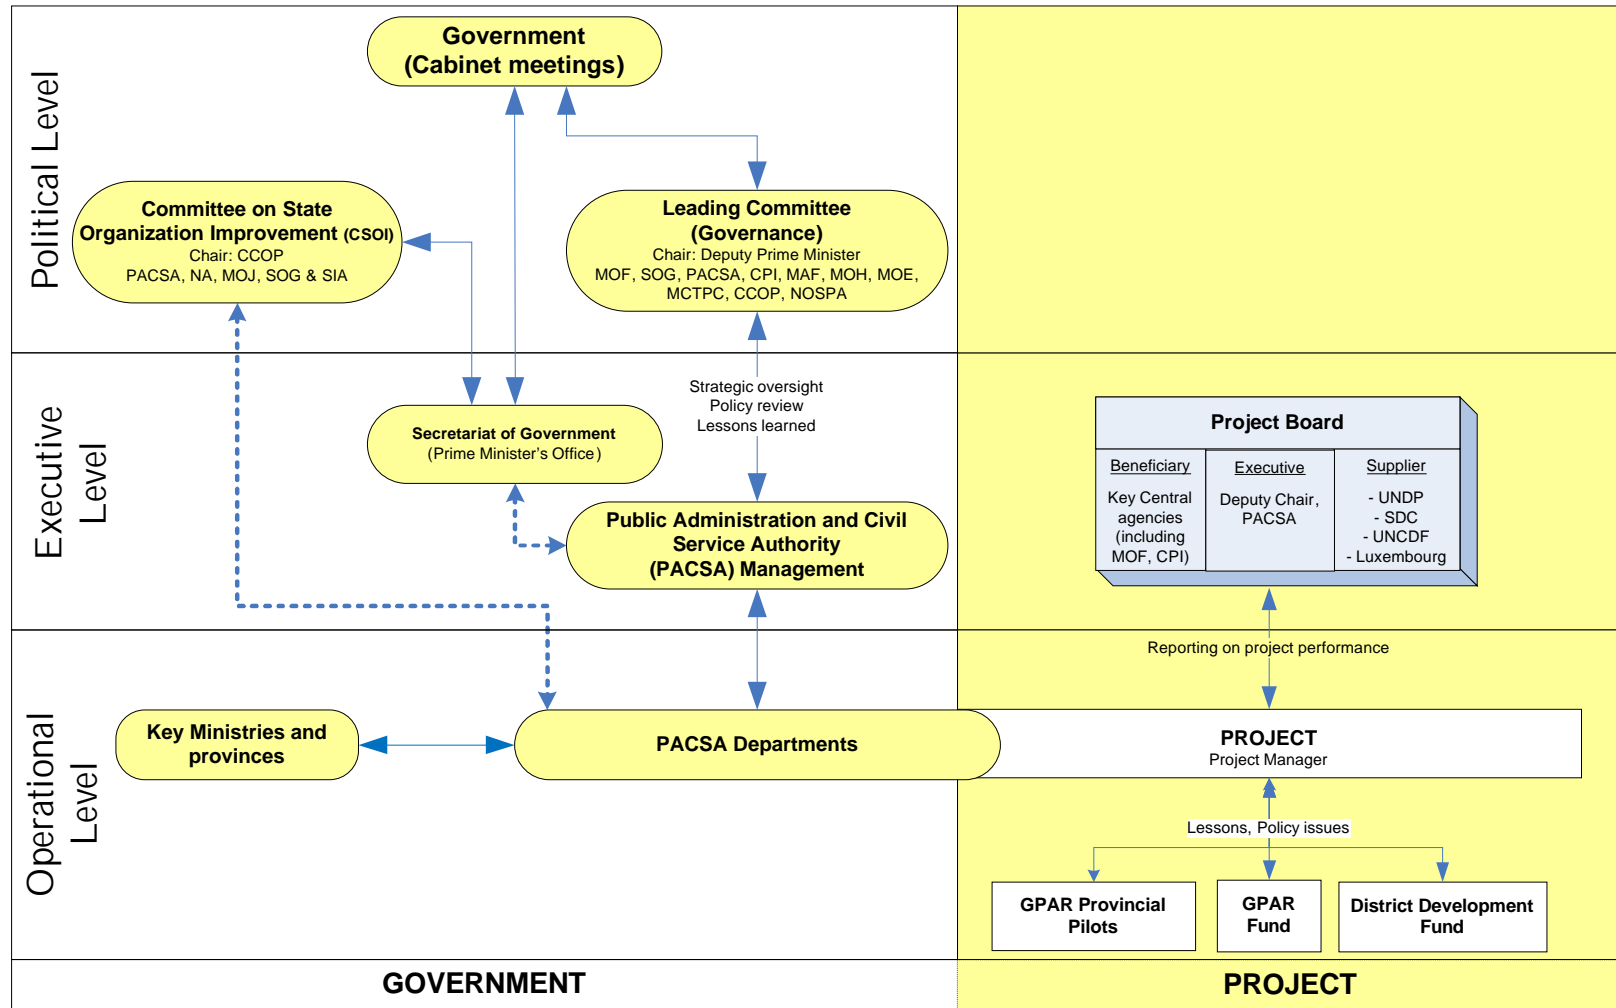 Political Level
Government
(Cabinet meetings)
Committee on State
Organization Improvement (CSOI)
Chair: CCOP
PACSA, NA, MOJ, SOG & SIA
Leading Committee
(Governance)
Chair: Deputy Prime Minister
MOF, SOG, PACSA, CPI, MAF, MOH, MOE,
MCTPC, CCOP, NOSPA
Executive
Level
Strategic oversight
Policy review
Lessons learned
Secretariat of Government
(Prime Minister's Office)
Public Administration and Civil
Service Authority
(PACSA) Management
Project Board
Beneficiary
Key Central
agencies
(including
MOF, CPI)
Executive
Deputy Chair,
PACSA
Supplier
- UNDP
- SDC
- UNCDF
- Luxembourg
Reporting on project performance
Operational
Level
Key Ministries and
provinces
PACSA Departments
PROJECT
Project Manager
Lessons, Policy issues
GPAR Provincial
Pilots
GPAR
Fund
District Development
Fund
GOVERNMENT
PROJECT